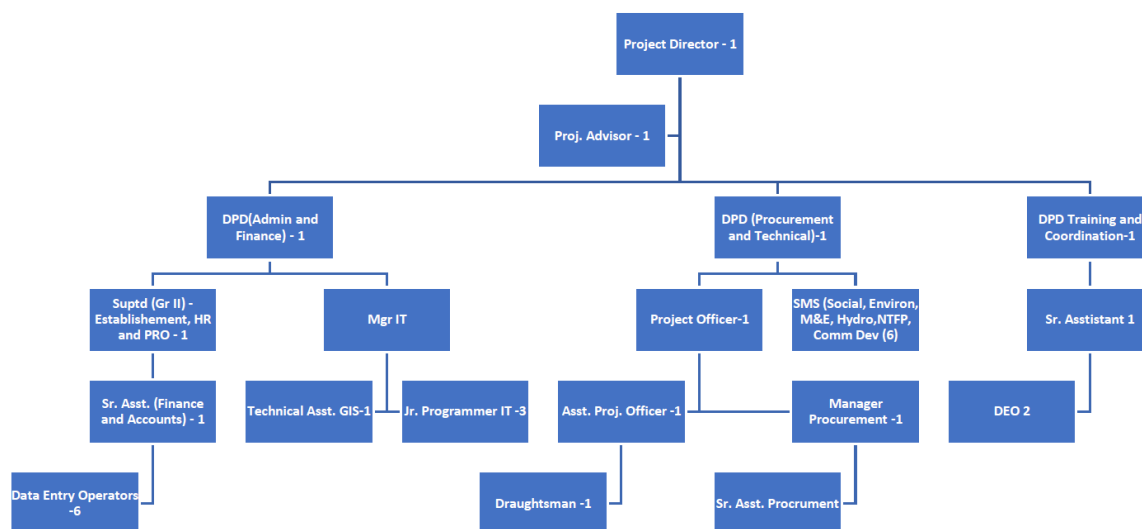 Project Director - 1
Proj. Advisor - 1
DPD(Admin and
Finance) - 1
DPD (Procurement
and Technical)-1
DPD Training and
Coordination-1
Suptd (Gr II) -
Establishement, HR
and PRO - 1
Mgr IT
Project Officer-1
SMS (Social, Environ,
M&E, Hydro,NTFP,
Comm Dev (6)
Sr. Asstistant 1
Sr. Asst. (Finance
and Accounts) - 1
Technical Asst. GIS-1
Jr. Programmer IT -3
Asst. Proj. Officer -1
Manager
Procurement -1
DEO 2
Data Entry Operators
-6
Draughtsman -1
Sr. Asst. Procrument